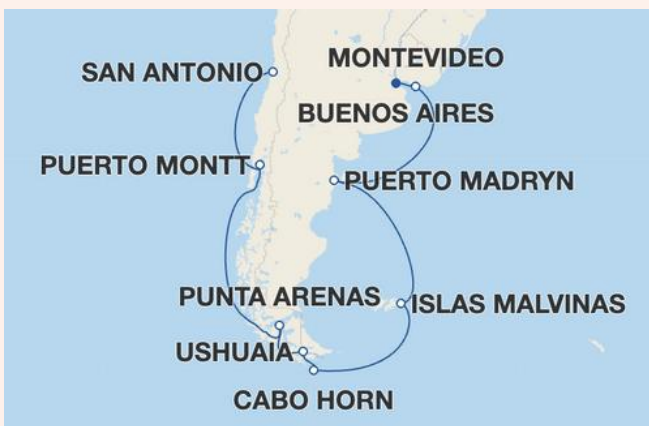 MONTEVIDEO
SAN ANTONIO
BUENOS AIRES
PUERTO MONTT
PUERTO MADRYN
PUNTA ARENAS
ISLAS MALVINAS
USHUAIA
CABO HORN